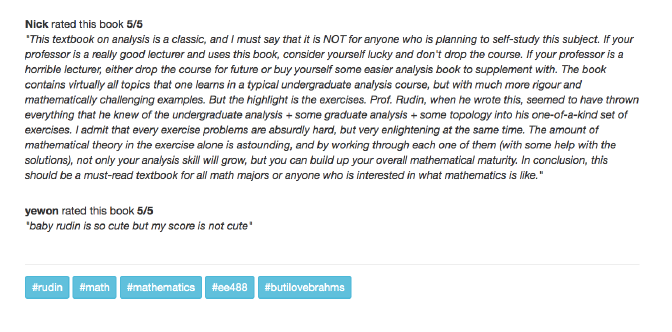 Nick rated this book 5/5
"This textbook on analysis is a classic, and I must say that it is NOT for anyone who is planning to self-study this subject. If your
professor is a really good lecturer and uses this book, consider yourself lucky and don't drop the course. If your professor is a
horrible lecturer, either drop the course for future or buy yourself some easier analysis book to supplement with. The book
contains virtually all topics that one learns in a typical undergraduate analysis course, but with much more rigour and
mathematically challenging examples. But the highlight is the exercises. Prof. Rudin, when he wrote this, seemed to have thrown
everything that he knew of the undergraduate analysis + some graduate analysis + some topology into his one-of-a-kind set of
exercises. I admit that every exercise problems are absurdly hard, but very enlightening at the same time. The amount of
mathematical theory in the exercise alone is astounding, and by working through each one of them (with some help with the
solutions), not only your analysis skill will grow, but you can build up your overall mathematical maturity. In conclusion, this
should be a must-read textbook for all math majors or anyone who is interested in what mathematics is like."
yewon rated this book 5/5
"baby rudin is so cute but my score is not cute"
#rudin #math #mathematics #ee488 #butilovebrahms